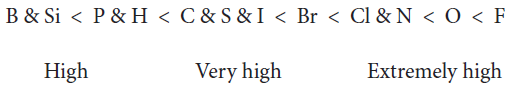 B & Si < P & H < C & S & I < Br < Cl & N < O < F
High Very high Extremely high